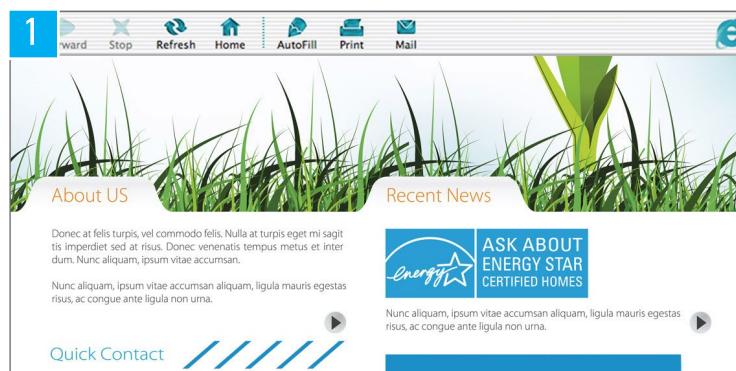 1
Stop Refresh Home AutoFill Print Mail
About US
Donec at felis turpis, vel commodo felis. Nulla at turpis eget mi sagit
tis imperdiet sed at risus. Donec venenatis tempus metus et inter
dum. Nunc aliquam, ipsum vitae accumsan.
Nunc aliquam, ipsum vitae accumsan aliquam, ligula mauris egestas
risus, ac congue ante ligula non urna.
Quick Contact
Recent News
energy
ASK ABOUT
ENERGY STAR
CERTIFIED HOMES
Nunc aliquam, ipsum vitae accumsan aliquam, ligula mauris egestas
risus, ac congue ante ligula non urna.